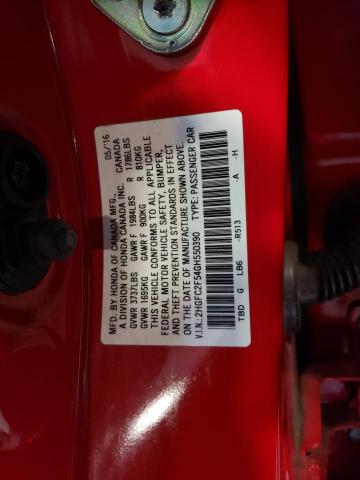 MFD. BY HONDA OF CANADA MFG., 05/16
A DIVISION OF HONDA CANADA INC. CANADA
GVWR 3737LBS GAWR F 1984LBS R 1786LBS
GVWR 1695KG GAWR F 900KG R 810KG
THIS VEHICLE CONFORMS TO ALL APPLICABLE
FEDERAL MOTOR VEHICLE SAFETY, BUMPER,
AND THEFT PREVENTION STANDARDS IN EFFECT
ON THE DATE OF MANUFACTURE SHOWN ABOVE.
V.I.N.: 2HGFC2F54GH550390 TYPE: PASSENGER CAR
TBD G LB6 -R513 -A -H